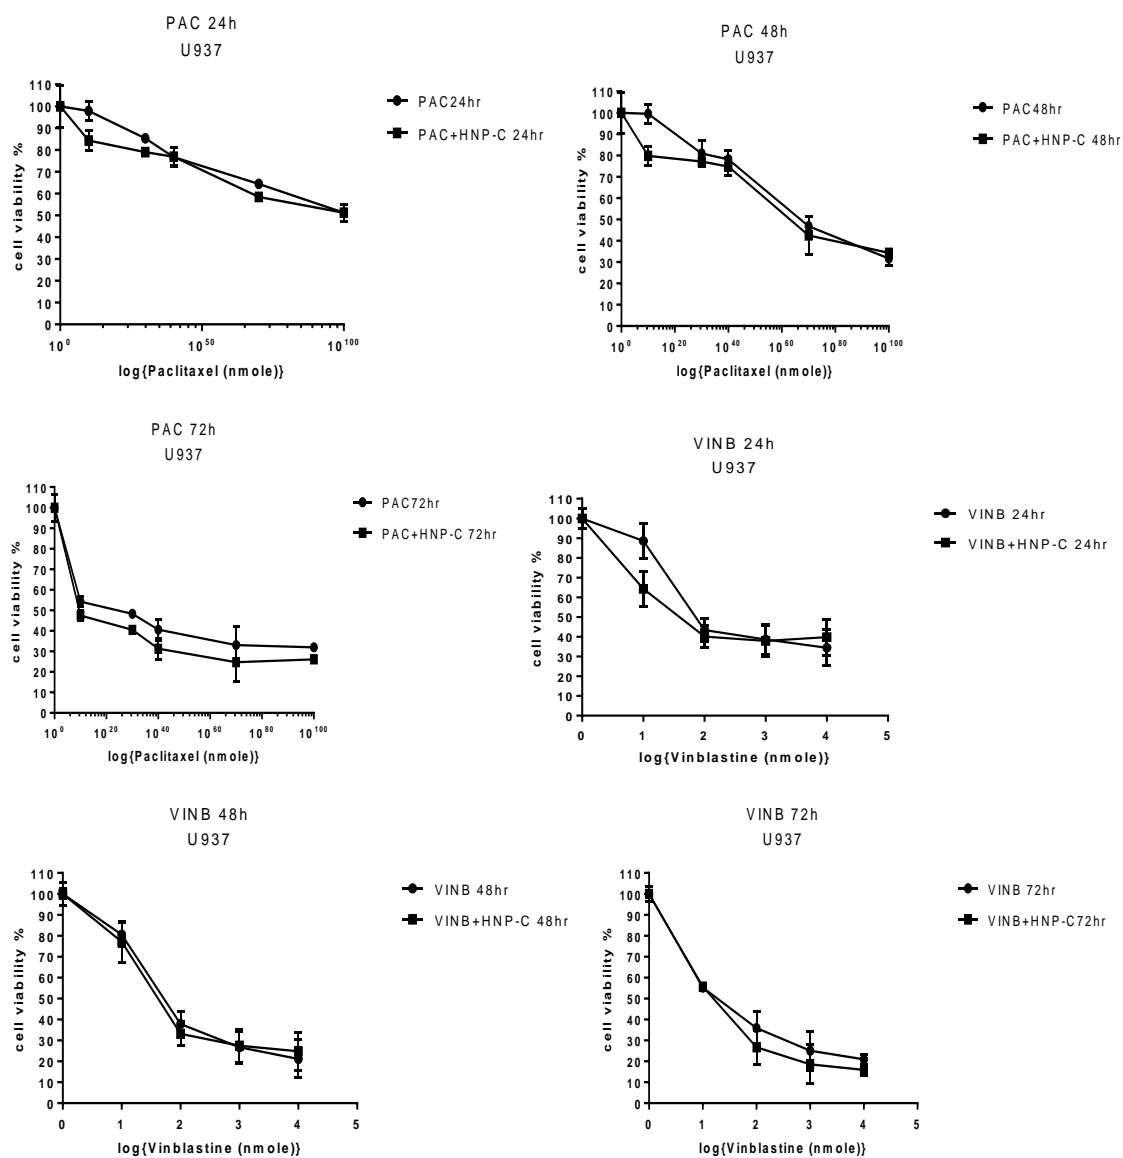 PAC 24h
U937
PAC24hr
PAC+HNP-C 24hr
cell viability %
110
100
90
80
70
60
50
40
30
20
10
0
10⁰ 10⁵⁰ 10¹⁰⁰
log{Paclitaxel (nmole)}
PAC 48h
U937
PAC48hr
PAC+HNP-C 48hr
cell viability %
110
100
90
80
70
60
50
40
30
20
10
0
10⁰ 10²⁰ 10⁴⁰ 10⁶⁰ 10⁸⁰ 10¹⁰⁰
log{Paclitaxel (nmole)}
PAC 72h
U937
PAC72hr
PAC+HNP-C 72hr
cell viability %
110
100
90
80
70
60
50
40
30
20
10
0
10⁰ 10²⁰ 10⁴⁰ 10⁶⁰ 10⁸⁰ 10¹⁰⁰
log{Paclitaxel (nmole)}
VINB 24h
U937
VINB 24hr
VINB+HNP-C 24hr
cell viability %
110
100
90
80
70
60
50
40
30
20
10
0
0 1 2 3 4 5
log{Vinblastine (nmole)}
VINB 48h
U937
VINB 48hr
VINB+HNP-C 48hr
cell viability %
110
100
90
80
70
60
50
40
30
20
10
0
0 1 2 3 4 5
log{Vinblastine (nmole)}
VINB 72h
U937
VINB 72hr
VINB+HNP-C72hr
cell viability %
110
100
90
80
70
60
50
40
30
20
10
0
0 1 2 3 4 5
log{Vinblastine (nmole)}